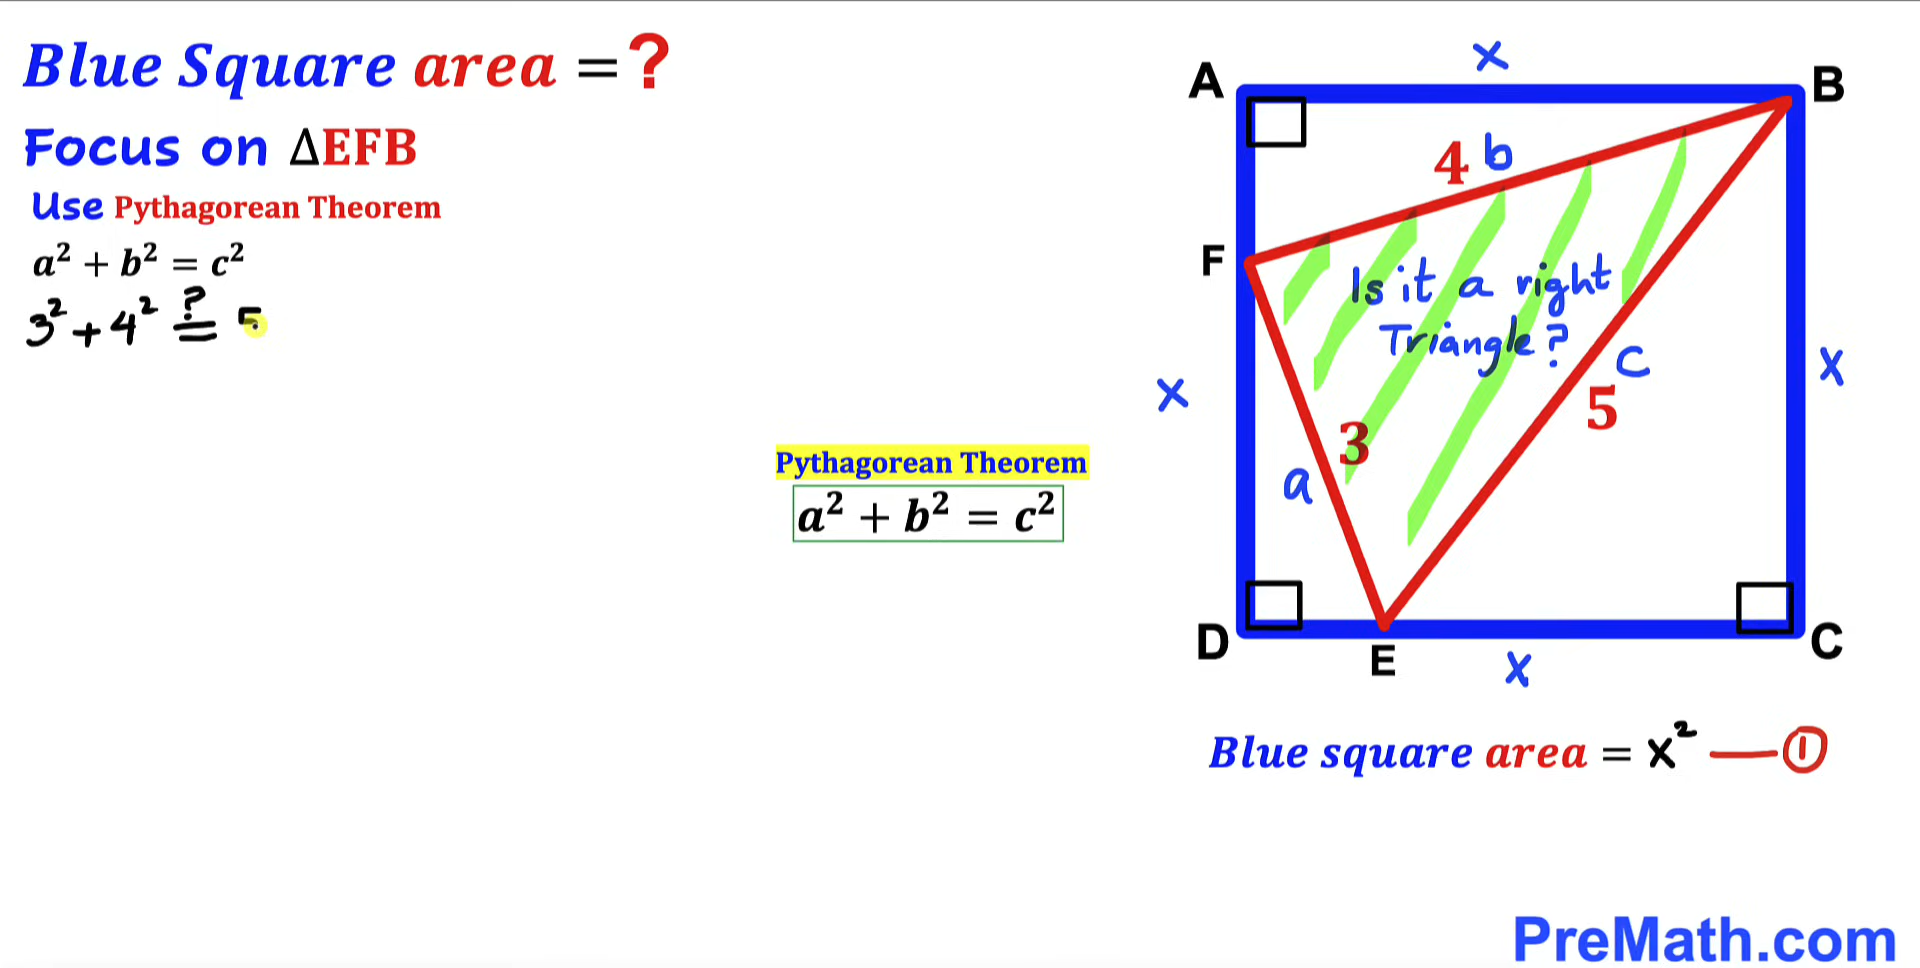 Blue Square area = ?
Focus on ΔEFB
Use Pythagorean Theorem
a² + b² = c²
3² + 4² ≟ 5
Pythagorean Theorem
a² + b² = c²
x
A
B
4 b
F
Is it a right
Triangle?
c
x
x
5
3
a
D
C
E
x
Blue square area = x² — ①
PreMath.com